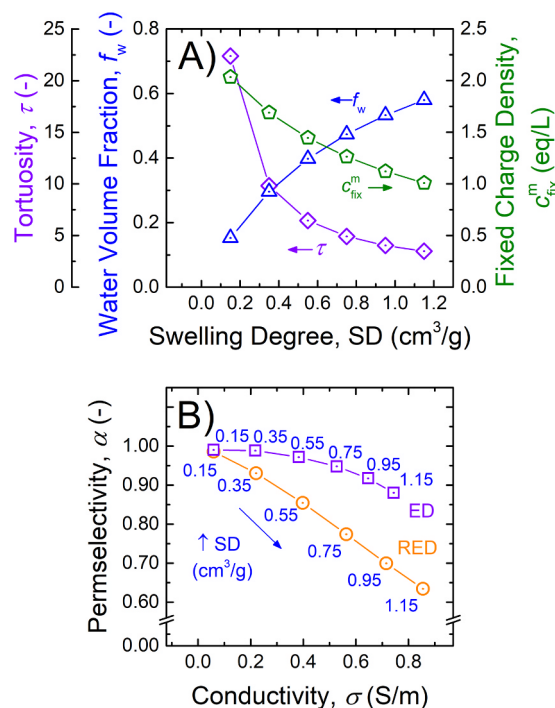 A)
Tortuosity, τ (-)
25
20
15
10
5
0
Water Volume Fraction, f_w (-)
0.8
0.6
0.4
0.2
0.0
Fixed Charge Density,
c^m_fix (eq/L)
2.5
2.0
1.5
1.0
0.5
0.0
← f_w
c^m_fix →
← τ
0.0 0.2 0.4 0.6 0.8 1.0 1.2
Swelling Degree, SD (cm³/g)
B)
Permselectivity, α (-)
1.00
0.90
0.80
0.70
0.60
0.00
0.15 0.35 0.55 0.75 0.95 1.15
ED
0.15 0.35 0.55 0.75 0.95 1.15
RED
↑ SD
(cm³/g)
0.0 0.2 0.4 0.6 0.8
Conductivity, σ (S/m)